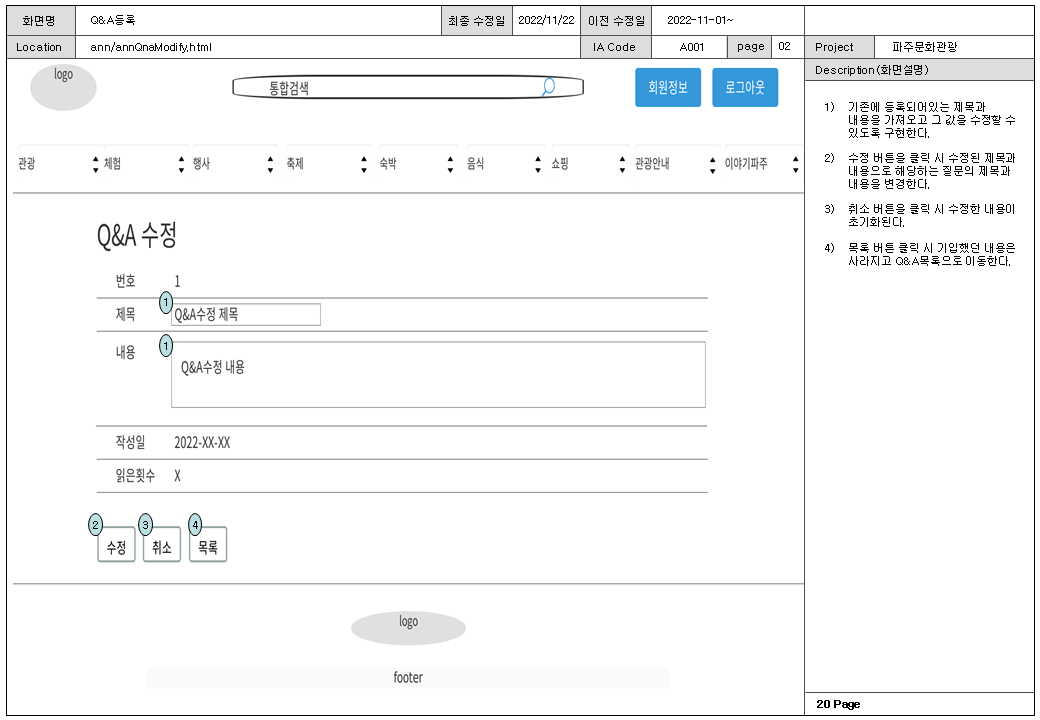 화면명 Q&A등록 최종 수정일 2022/11/22 이전 수정일 2022-11-01~
Location ann/annQnaModify.html IA Code A001 page 02 Project 파주문화관광
logo
통합검색
회원정보 로그아웃
관광 체험 행사 축제 숙박 음식 쇼핑 관광안내 이야기파주
Q&A 수정
번호 1
1
제목 Q&A수정 제목
1
내용
Q&A수정 내용
작성일 2022-XX-XX
읽은횟수 X
2 3 4
수정 취소 목록
logo
footer
Description(화면설명)
1) 기존에 등록되어있는 제목과
내용을 가져오고 그 값을 수정할 수
있도록 구현한다.
2) 수정 버튼을 클릭 시 수정된 제목과
내용으로 해당하는 질문의 제목과
내용을 변경한다.
3) 취소 버튼을 클릭 시 수정한 내용이
초기화된다.
4) 목록 버튼 클릭 시 기입했던 내용은
사라지고 Q&A목록으로 이동한다.
20 Page